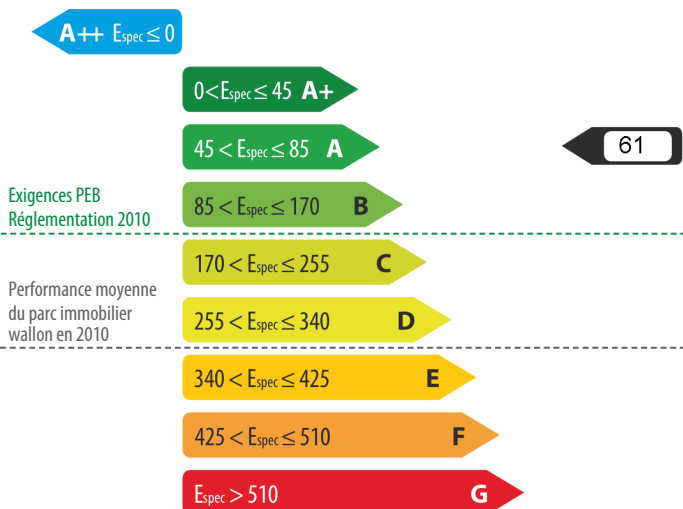 A++ Espec ≤ 0
0<Espec ≤ 45 A+
45 < Espec ≤ 85 A
61
Exigences PEB
Réglementation 2010
85 < Espec ≤ 170 B
170 < Espec ≤ 255 C
Performance moyenne
du parc immobilier
wallon en 2010
255 < Espec ≤ 340 D
340 < Espec ≤ 425 E
425 < Espec ≤ 510 F
Espec > 510 G